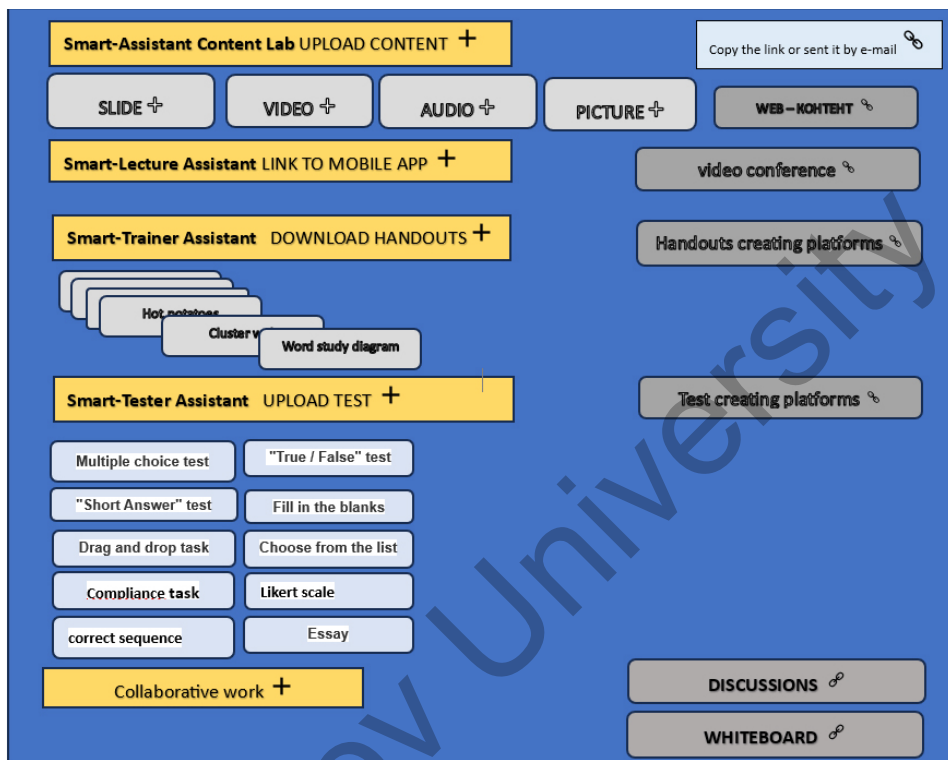 Smart-Assistant Content Lab UPLOAD CONTENT +
Copy the link or sent it by e-mail
SLIDE
VIDEO
AUDIO
PICTURE
WEB – КОНТЕНТ
Smart-Lecture Assistant LINK TO MOBILE APP +
video conference
Smart-Trainer Assistant DOWNLOAD HANDOUTS +
Handouts creating platforms
Hot potatoes
Cluster
Word study diagram
Smart-Tester Assistant UPLOAD TEST +
Test creating platforms
Multiple choice test
"True / False" test
"Short Answer" test
Fill in the blanks
Drag and drop task
Choose from the list
Compliance task
Likert scale
correct sequence
Essay
Collaborative work +
DISCUSSIONS
WHITEBOARD
University